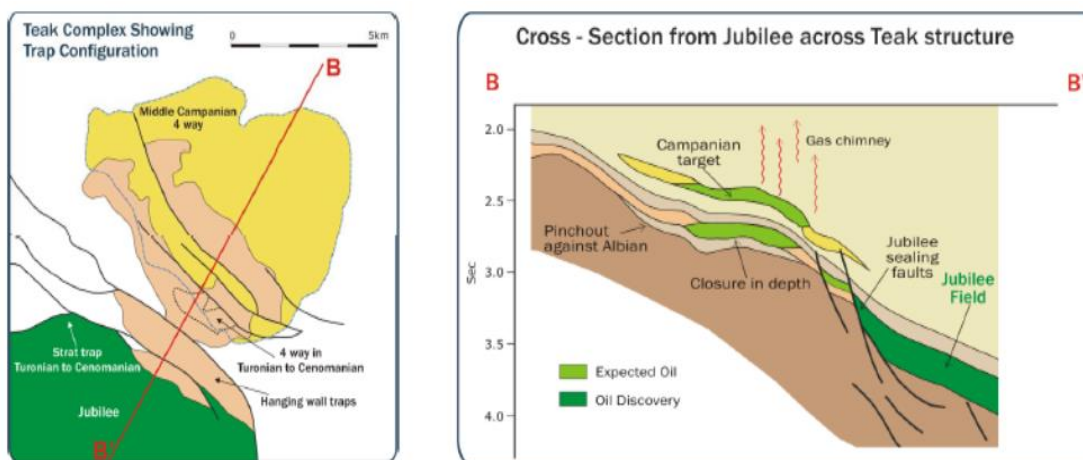 Teak Complex Showing
Trap Configuration
0
5km
B
Middle Campanian
4 way
4 way in
Turonian to Cenomanian
Strat trap
Turonian to Cenomanian
Hanging wall traps
Jubilee
B'
Cross - Section from Jubilee across Teak structure
B
B'
2.0
2.5
3.0
3.5
4.0
Sec
Campanian
target
Gas chimney
Pinchout
against Albian
Closure in depth
Jubilee
sealing
faults
Jubilee
Field
Expected Oil
Oil Discovery